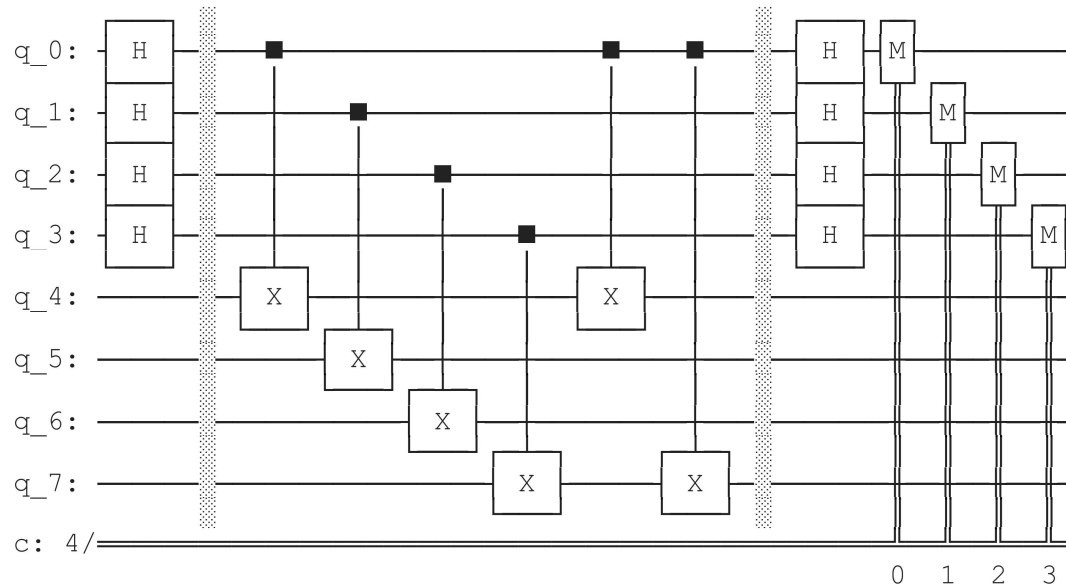 q_0: H H M
q_1: H H M
q_2: H H M
q_3: H H M
q_4: X X
q_5: X
q_6: X
q_7: X X
c: 4/
0 1 2 3